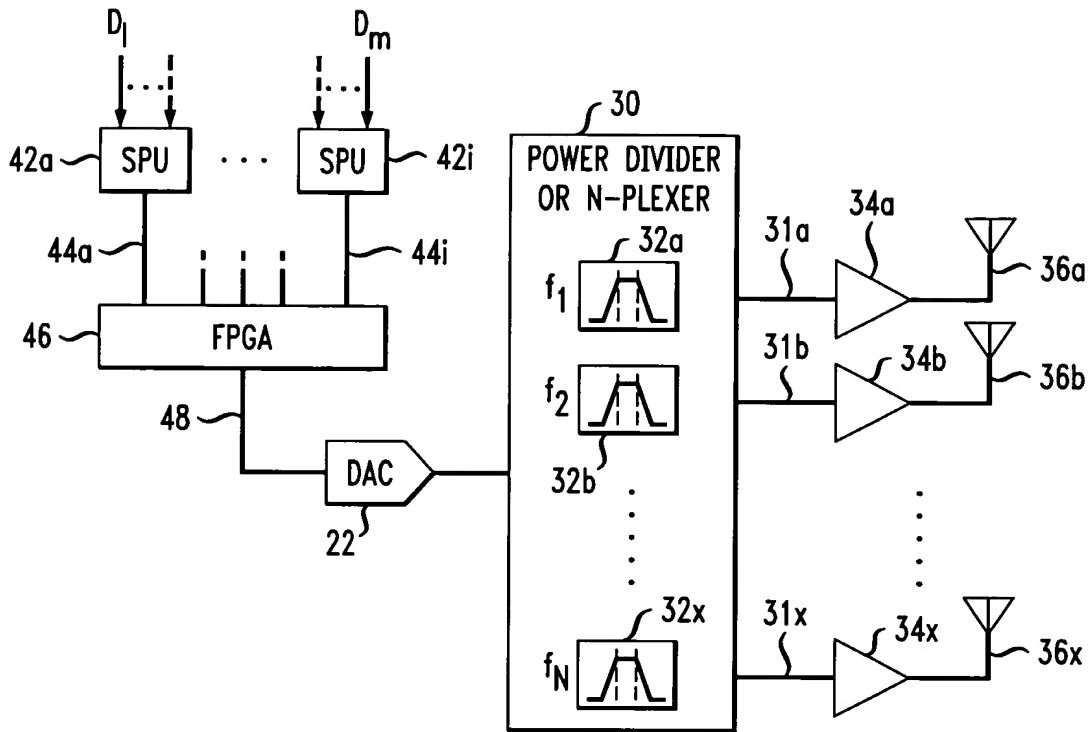 D1 Dm
42a SPU ... SPU 42i
44a 44i
46 FPGA
48
DAC
22
30
POWER DIVIDER
OR N-PLEXER
32a
f1
f2
32b
32x
fN
31a 34a 36a
31b 34b 36b
31x 34x 36x